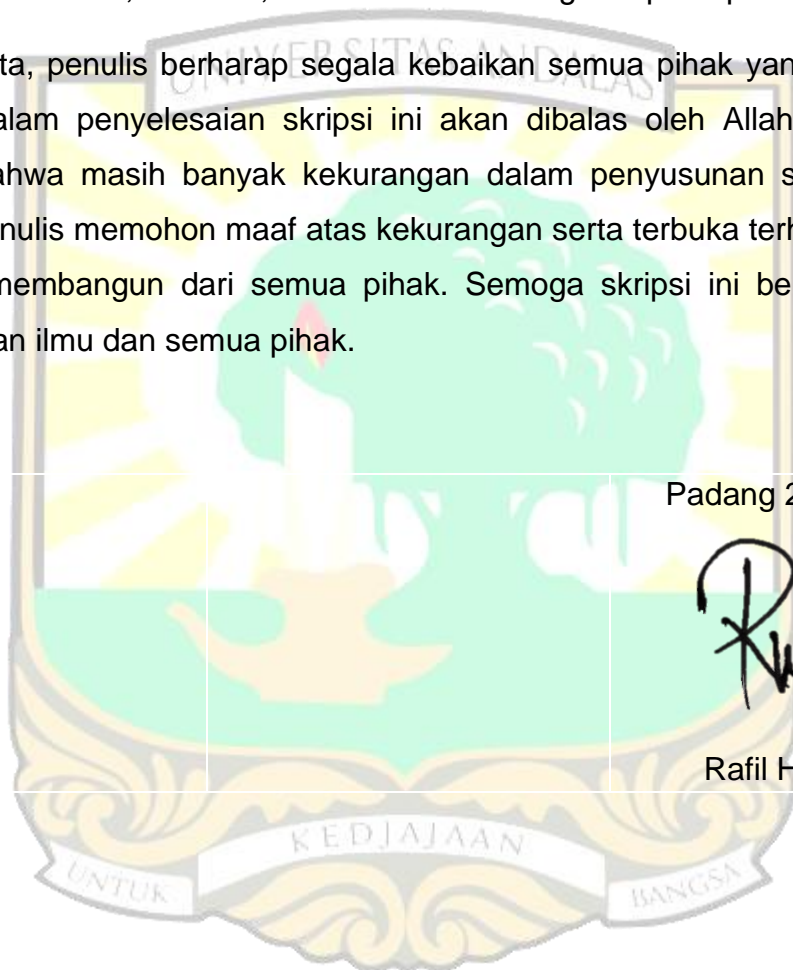 UNIVERSITAS ANDALAS
ta, penulis berharap segala kebaikan semua pihak yan
alam penyelesaian skripsi ini akan dibalas oleh Allah
ahwa masih banyak kekurangan dalam penyusunan s
nulis memohon maaf atas kekurangan serta terbuka terh
membangun dari semua pihak. Semoga skripsi ini be
an ilmu dan semua pihak.
Padang 2
Rafil H
KEDJAJAAN
UNTUK
BANGSA